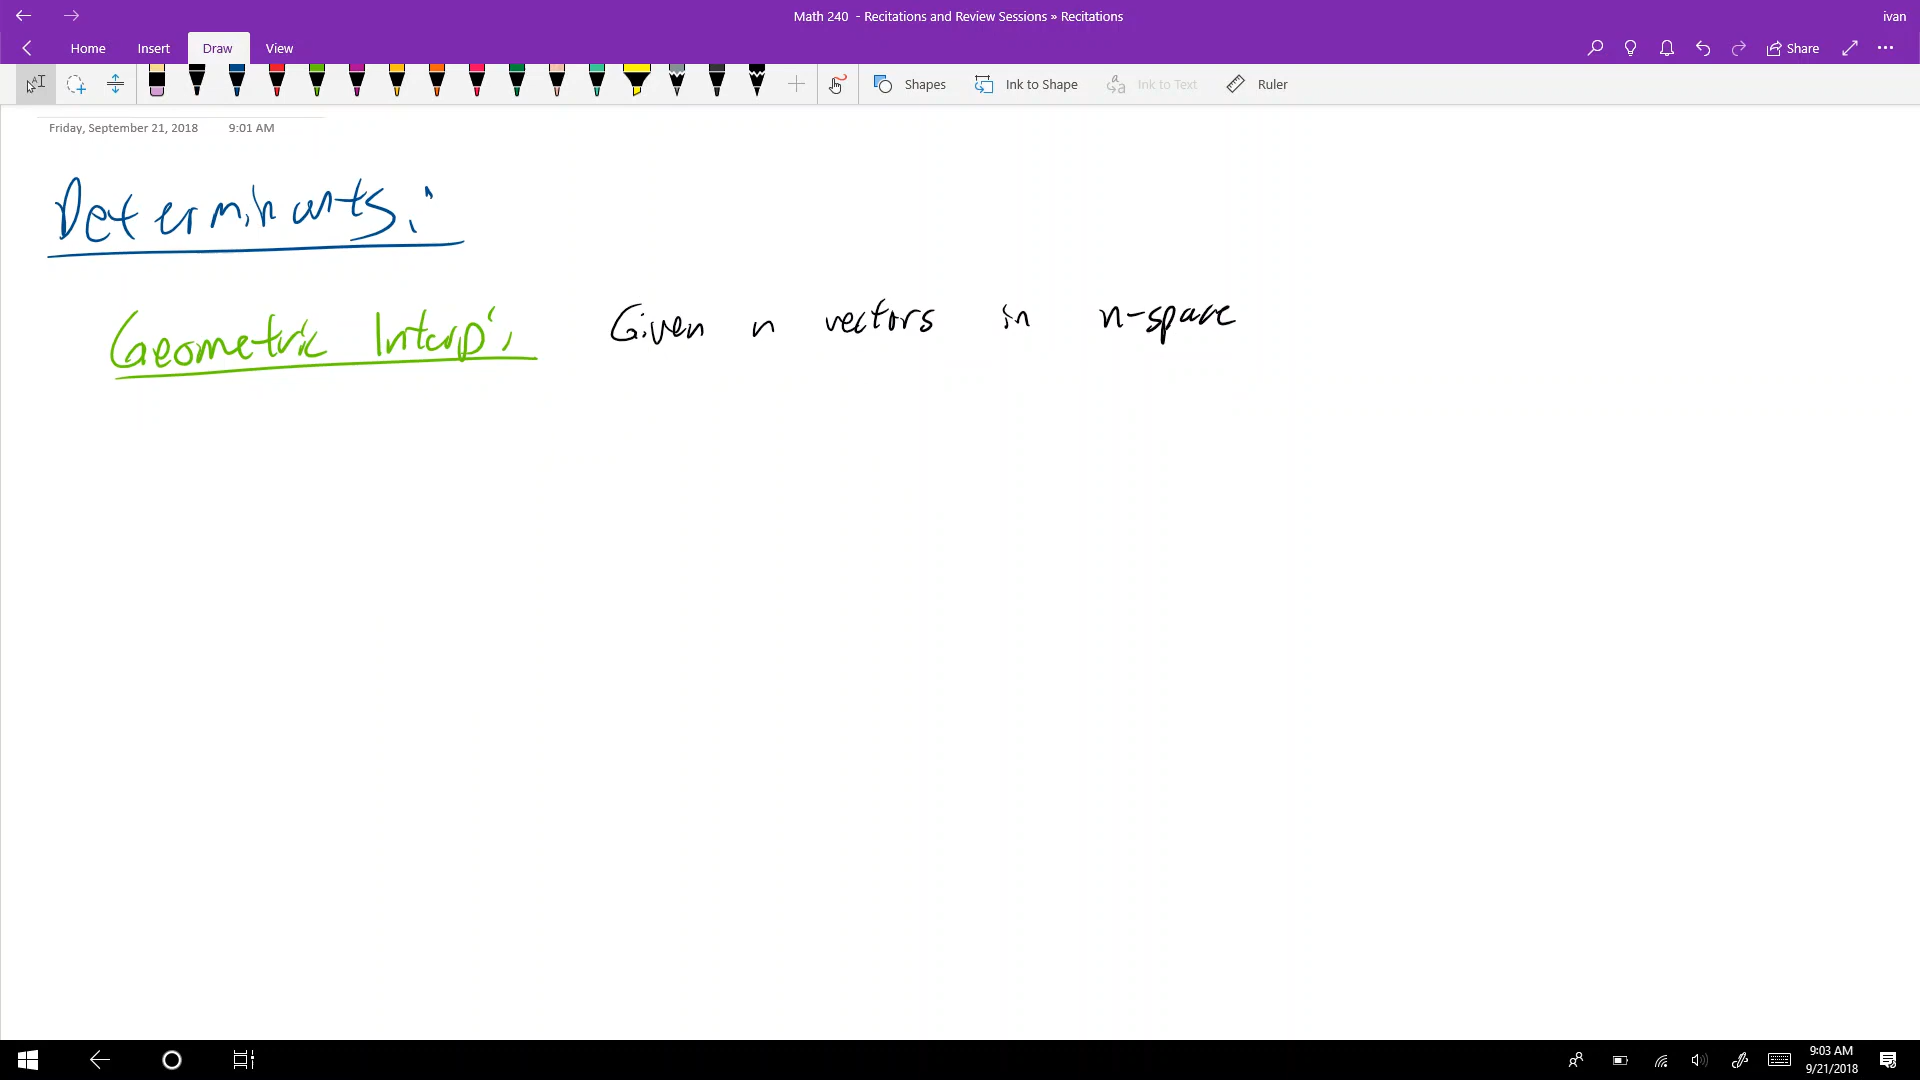 Math 240 - Recitations and Review Sessions » Recitations
ivan
Home Insert Draw View
Share
Shapes Ink to Shape Ink to Text Ruler
Friday, September 21, 2018 9:01 AM
Determinants:
Geometric Interp: Given n vectors in n-space
9:03 AM
9/21/2018